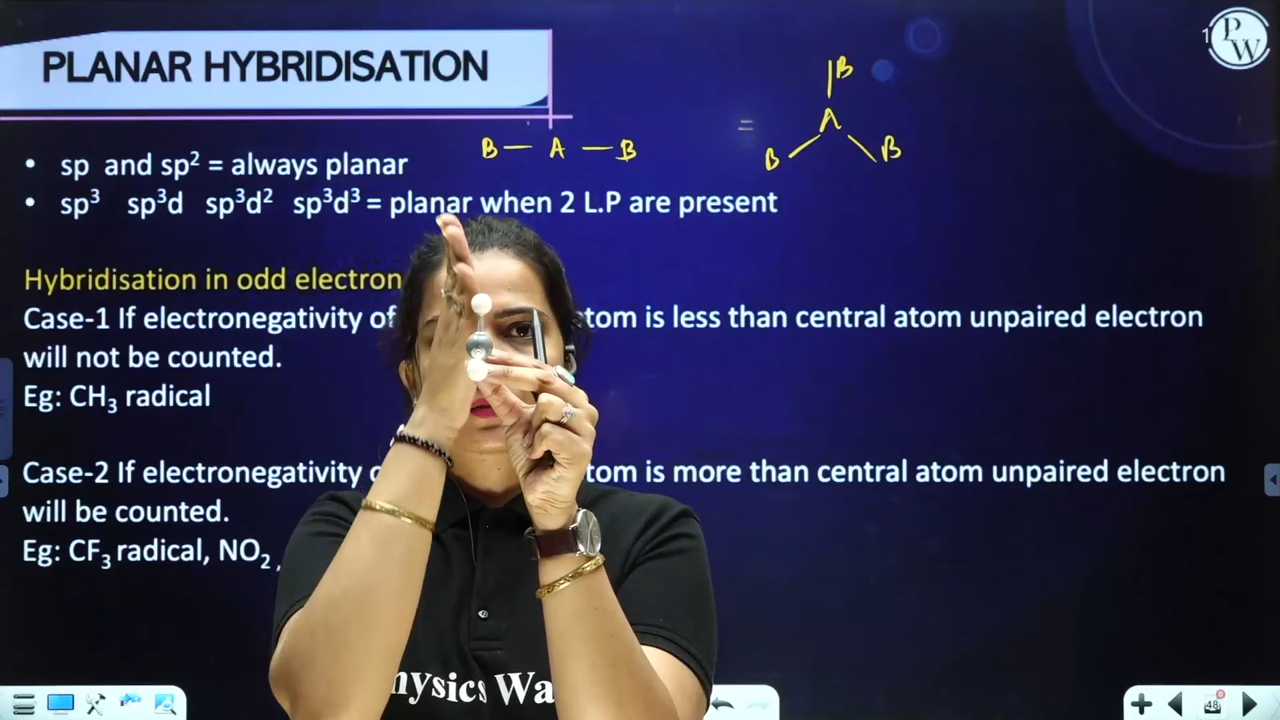 PLANAR HYBRIDISATION
PW
B — A — B
=
B
A
B B
• sp and sp² = always planar
• sp³ sp³d sp³d² sp³d³ = planar when 2 L.P are present
Hybridisation in odd electron
Case-1 If electronegativity of tom is less than central atom unpaired electron
will not be counted.
Eg: CH₃ radical
Case-2 If electronegativity tom is more than central atom unpaired electron
will be counted.
Eg: CF₃ radical, NO₂ ,
hysics Wa
48